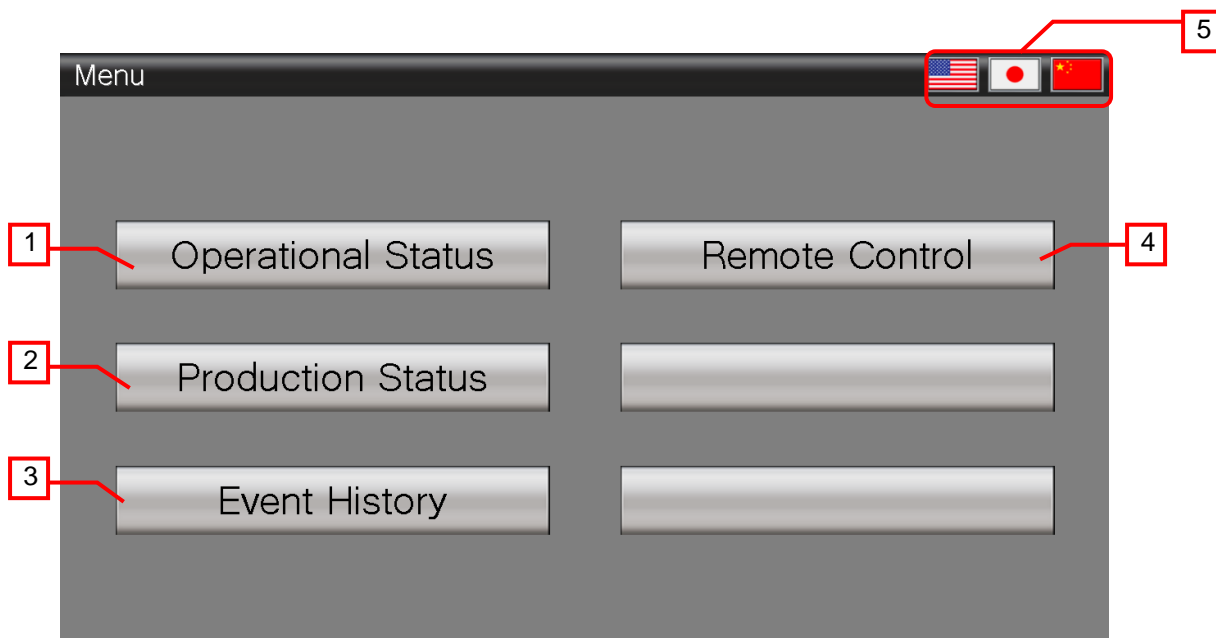 5
Menu
1
Operational Status
Remote Control
4
2
Production Status
3
Event History